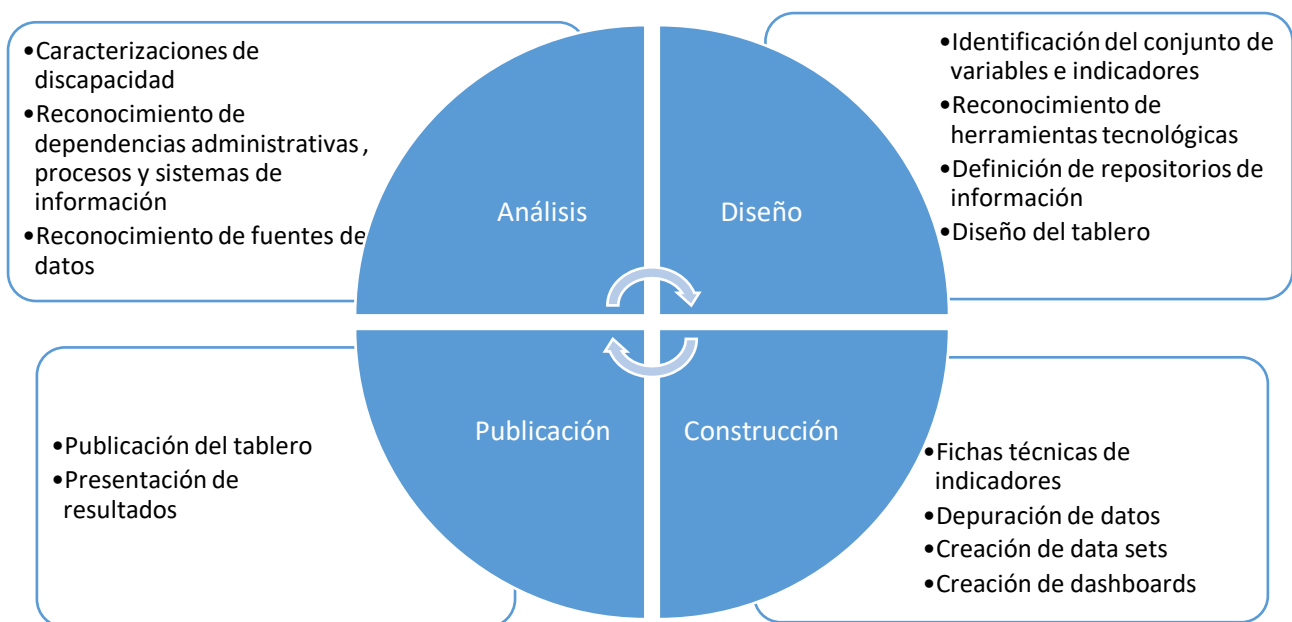 •Caracterizaciones de
discapacidad
•Reconocimiento de
dependencias administrativas,
procesos y sistemas de
información
•Reconocimiento de fuentes de
datos
Análisis
Diseño
•Identificación del conjunto de
variables e indicadores
•Reconocimiento de
herramientas tecnológicas
•Definición de repositorios de
información
•Diseño del tablero
•Publicación del tablero
•Presentación de
resultados
Publicación
Construcción
•Fichas técnicas de
indicadores
•Depuración de datos
•Creación de data sets
•Creación de dashboards